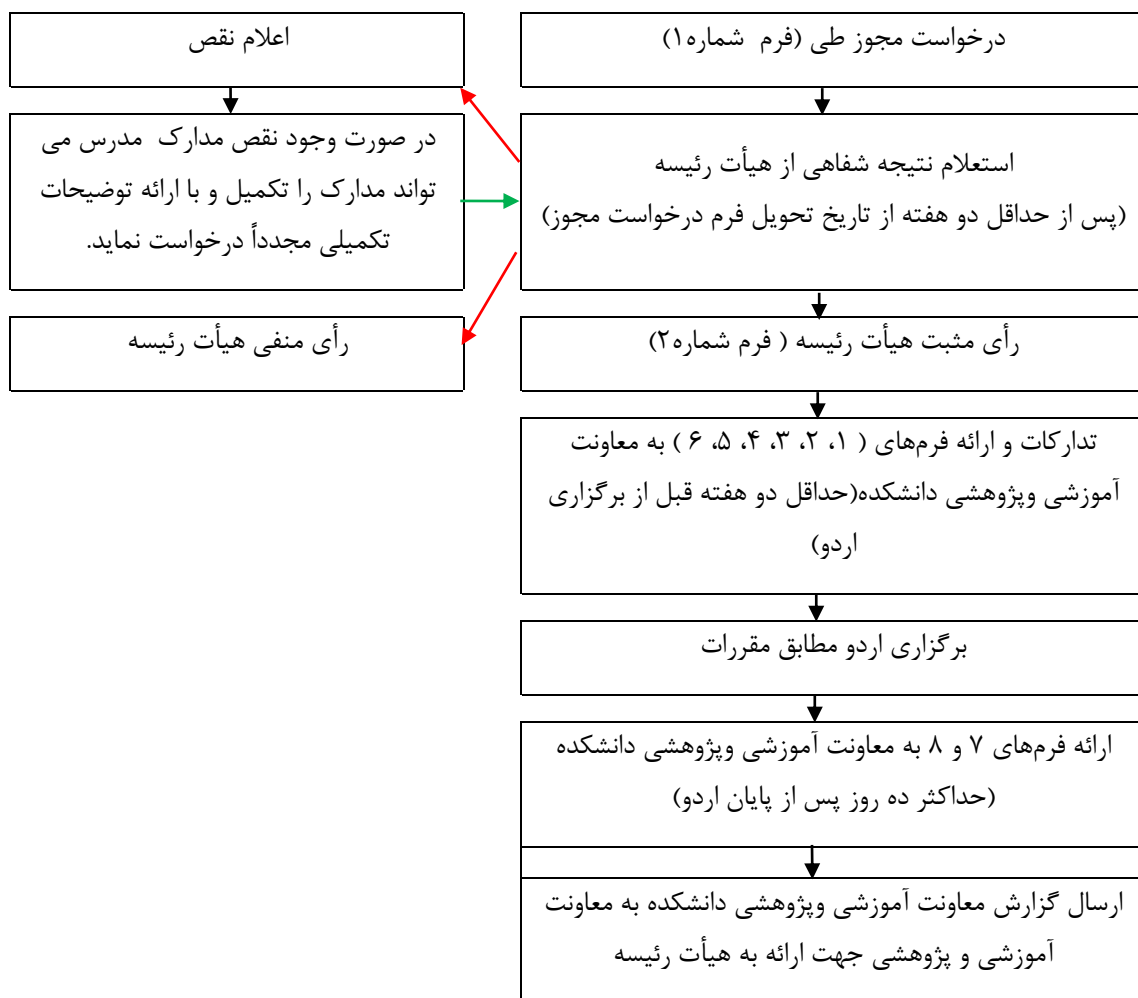 درخواست مجوز طی (فرم شماره۱)
اعلام نقص
استعلام نتیجه شفاهی از هیأت رئیسه
(پس از حداقل دو هفته از تاریخ تحویل فرم درخواست مجوز)
در صورت وجود نقص مدارک مدرس می
تواند مدارک را تکمیل و با ارائه توضیحات
تکمیلی مجدداً درخواست نماید.
رأی مثبت هیأت رئیسه ( فرم شماره۲)
رأی منفی هیأت رئیسه
تدارکات و ارائه فرم‌های ( ۱، ۲، ۳، ۴، ۵، ۶ ) به معاونت
آموزشی وپژوهشی دانشکده(حداقل دو هفته قبل از برگزاری
اردو)
برگزاری اردو مطابق مقررات
ارائه فرم‌های ۷ و ۸ به معاونت آموزشی وپژوهشی دانشکده
(حداکثر ده روز پس از پایان اردو)
ارسال گزارش معاونت آموزشی وپژوهشی دانشکده به معاونت
آموزشی و پژوهشی جهت ارائه به هیأت رئیسه